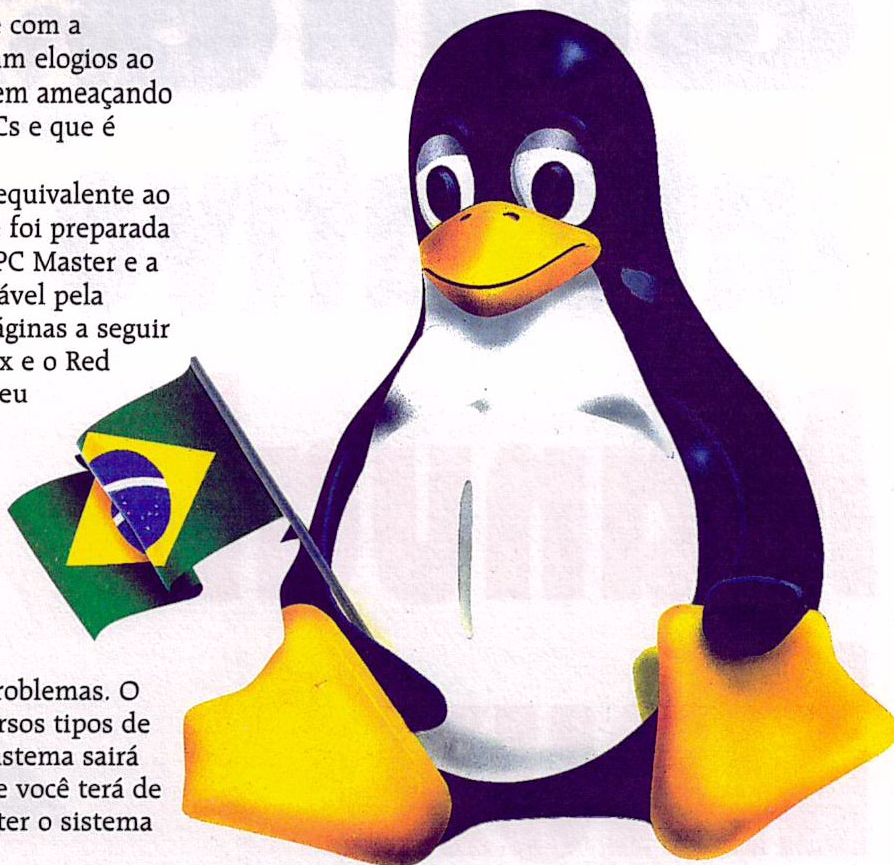 com a
am elogios ao
em ameaçando
Cs e que é
equivalente ao
foi preparada
PC Master e a
ável pela
áginas a seguir
x e o Red
eu
roblemas. O
rsos tipos de
istema sairá
e você terá de
ter o sistema